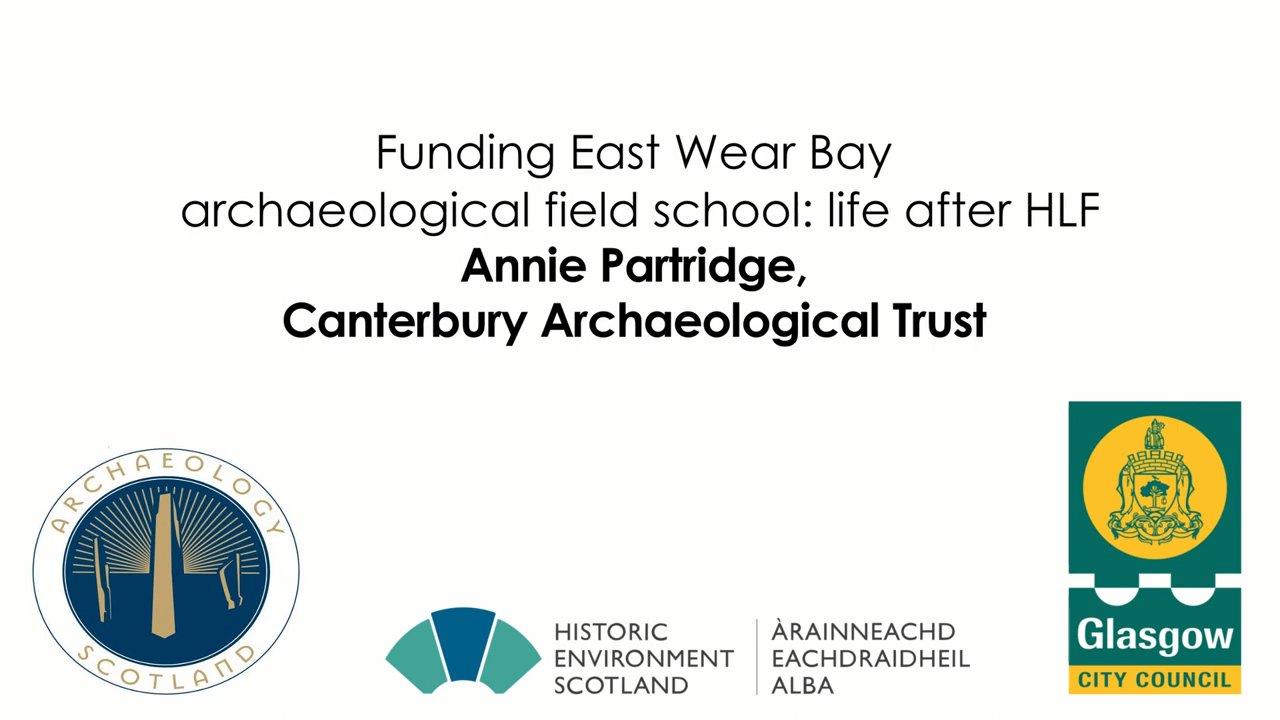 Funding East Wear Bay
archaeological field school: life after HLF
Annie Partridge,
Canterbury Archaeological Trust
ARCHAEOLOGY
SCOTLAND
HISTORIC
ENVIRONMENT
SCOTLAND
ÀRAINNEACHD
EACHDRAIDHEIL
ALBA
Glasgow
CITY COUNCIL